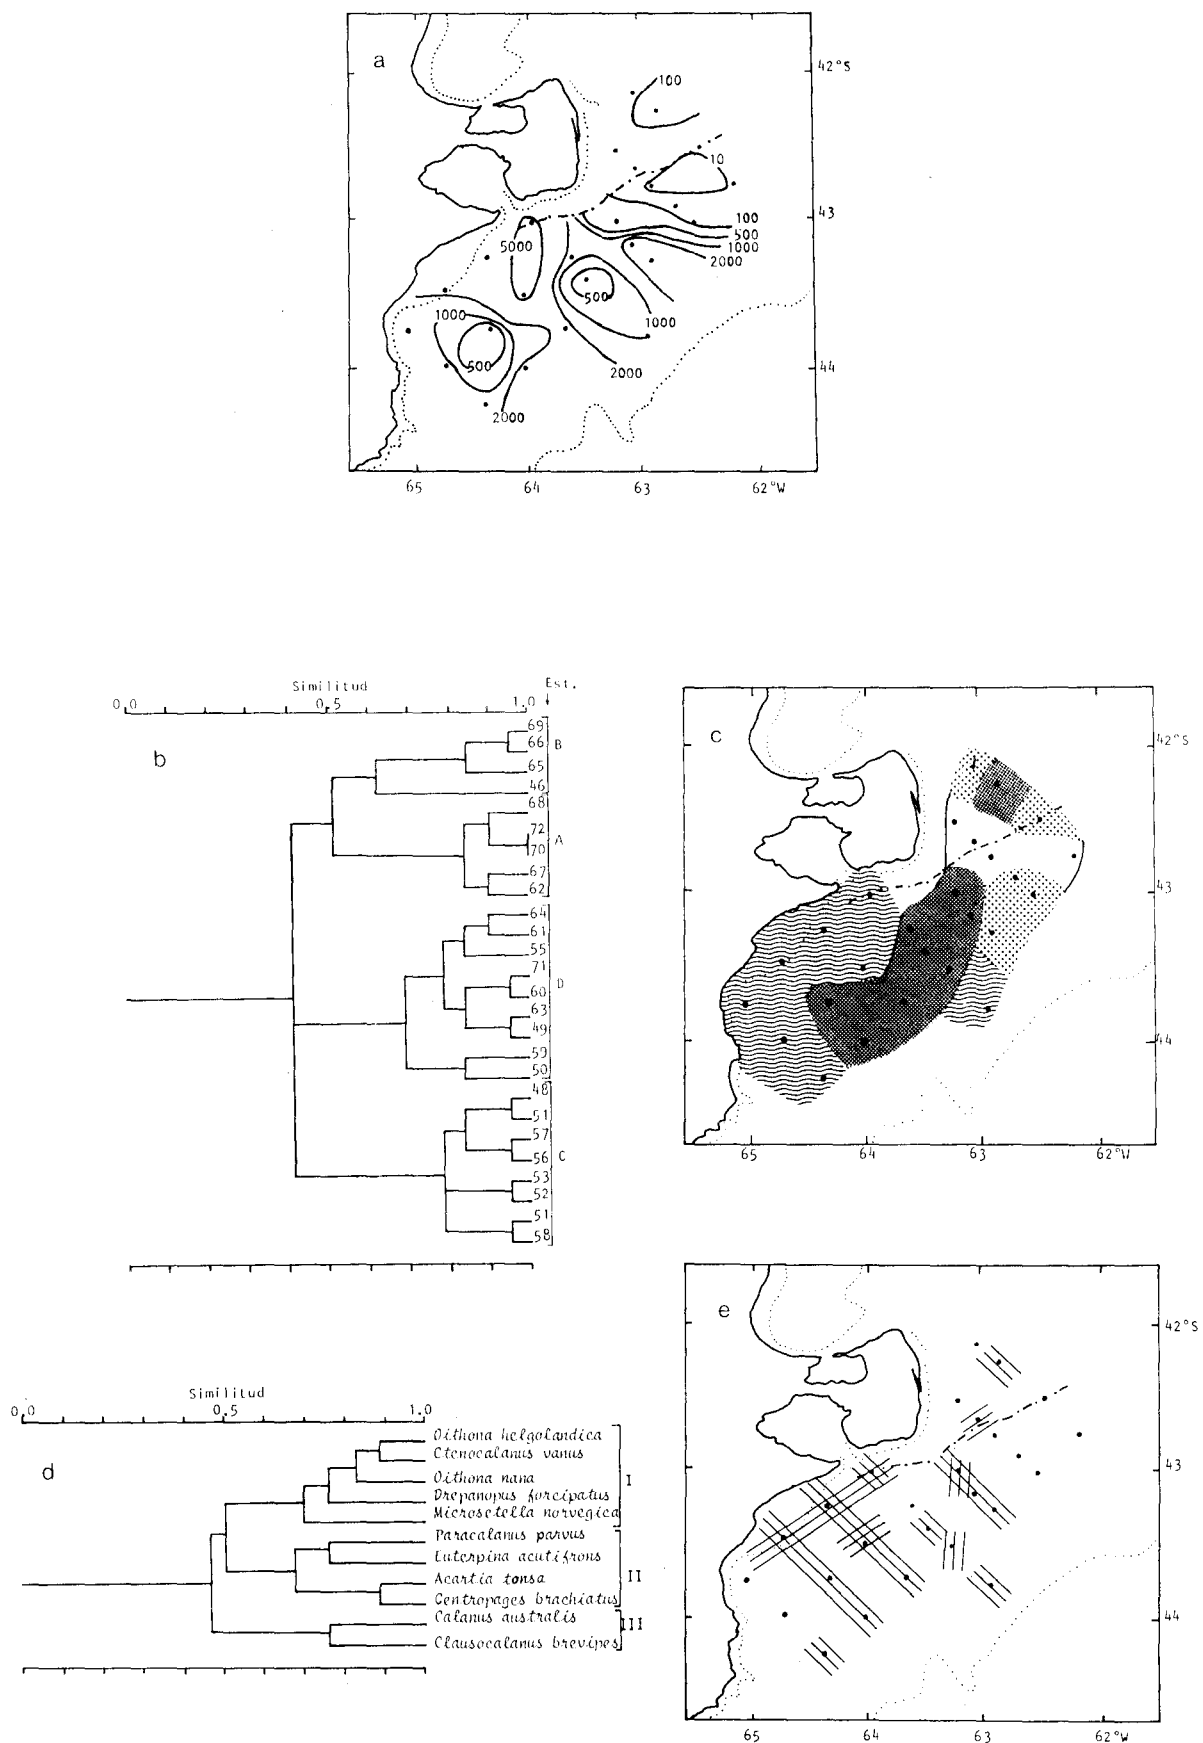 a
100
42°S
10
43
100
500
1000
2000
5000
500
1000
1000
500
2000
44
2000
65 64 63 62°W
Similitud
0.0 0.5 1.0
Est.
b
69
66
B
65
46
68
72
70
A
67
62
64
61
55
71
60
D
63
49
59
50
48
51
57
56
C
53
52
51
58
c
42°S
43
44
65 64 63 62°W
Similitud
0.0 0.5 1.0
d
Oithona helgolandica
Ctenocalanus vanus
Oithona nana
I
Drepanopus forcipatus
Microsetella norvegica
Paracalanus parvus
Euterpina acutifrons
II
Acartia tonsa
Centropages brachiatus
Calanus australis
III
Clausocalanus brevipes
e
42°S
43
44
65 64 63 62°W